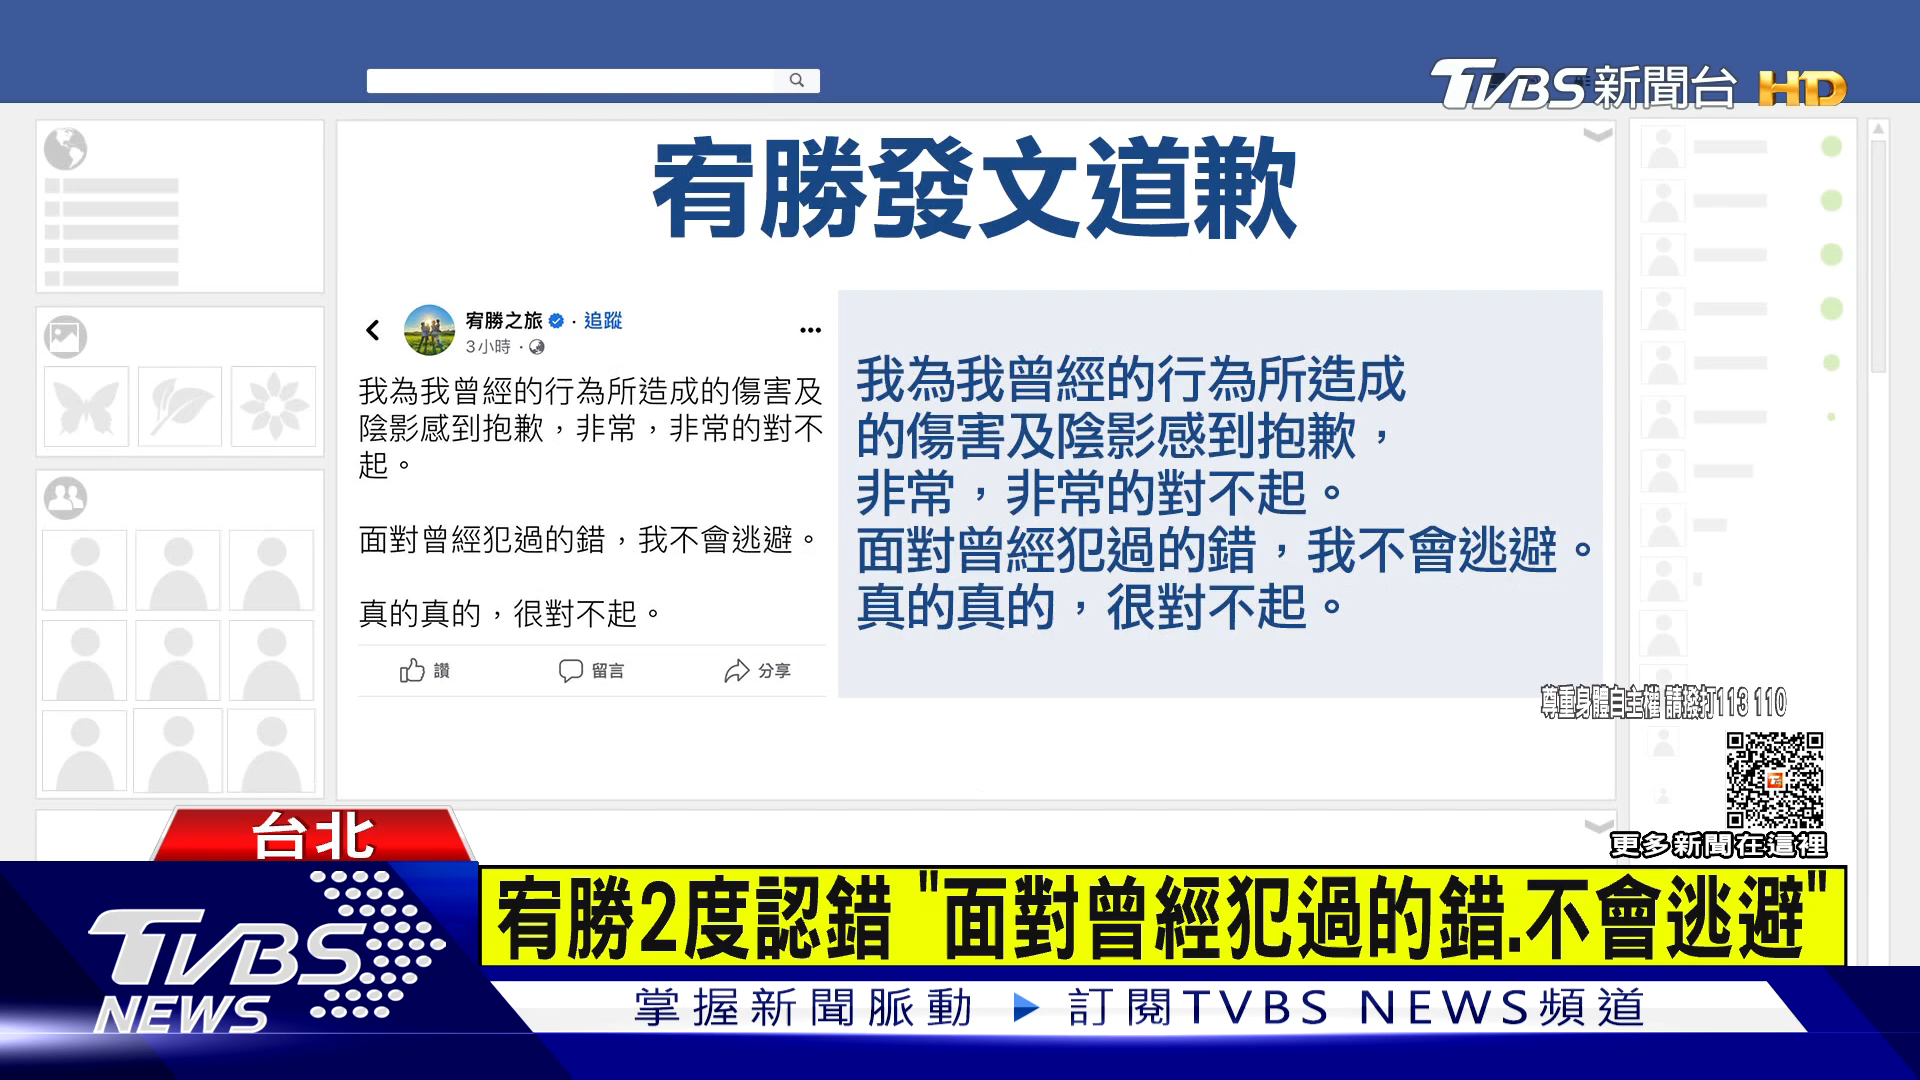 TVBS新聞台 HD
宥勝發文道歉
宥勝之旅 · 追蹤
3小時 ·
我為我曾經的行為所造成的傷害及
陰影感到抱歉，非常，非常的對不
起。
面對曾經犯過的錯，我不會逃避。
真的真的，很對不起。
讚 留言 分享
我為我曾經的行為所造成
的傷害及陰影感到抱歉，
非常，非常的對不起。
面對曾經犯過的錯，我不會逃避。
真的真的，很對不起。
尊重身體自主權 請撥打113 110
更多新聞在這裡
台北
宥勝2度認錯 "面對曾經犯過的錯.不會逃避"
TVBS
NEWS
掌握新聞脈動 ▶ 訂閱TVBS NEWS頻道